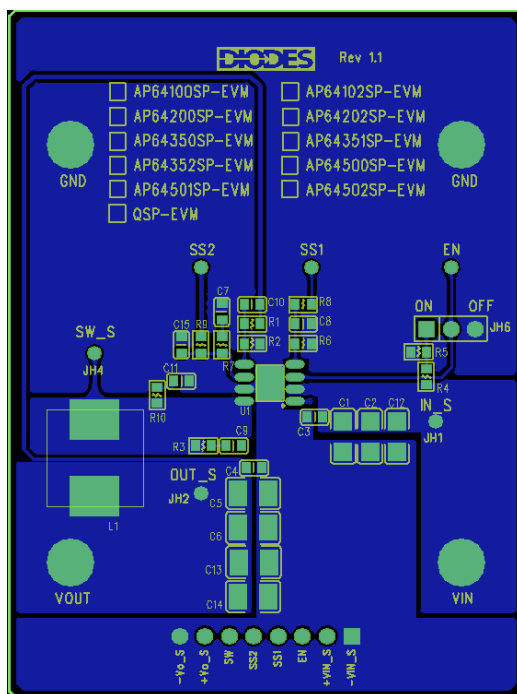 DIODES Rev 1.1
AP64100SP-EVM AP64102SP-EVM
AP64200SP-EVM AP64202SP-EVM
AP64350SP-EVM AP64351SP-EVM
AP64352SP-EVM AP64500SP-EVM
AP64501SP-EVM AP64502SP-EVM
QSP-EVM
GND GND
SS2 SS1 EN
C7
C10 R8
ON OFF
C15 R9 R1 C8 JH6
SW_S R2 R6 R5
JH4 C11 R7 R4
R10 U1 IN_S
C3 C1 C2 C12 JH1
R3 C9
OUT_S C4
JH2 C5
L1 C6
C13
VOUT C14 VIN
-Vo_S +Vo_S SW SS2 SS1 EN +VIN_S -VIN_S